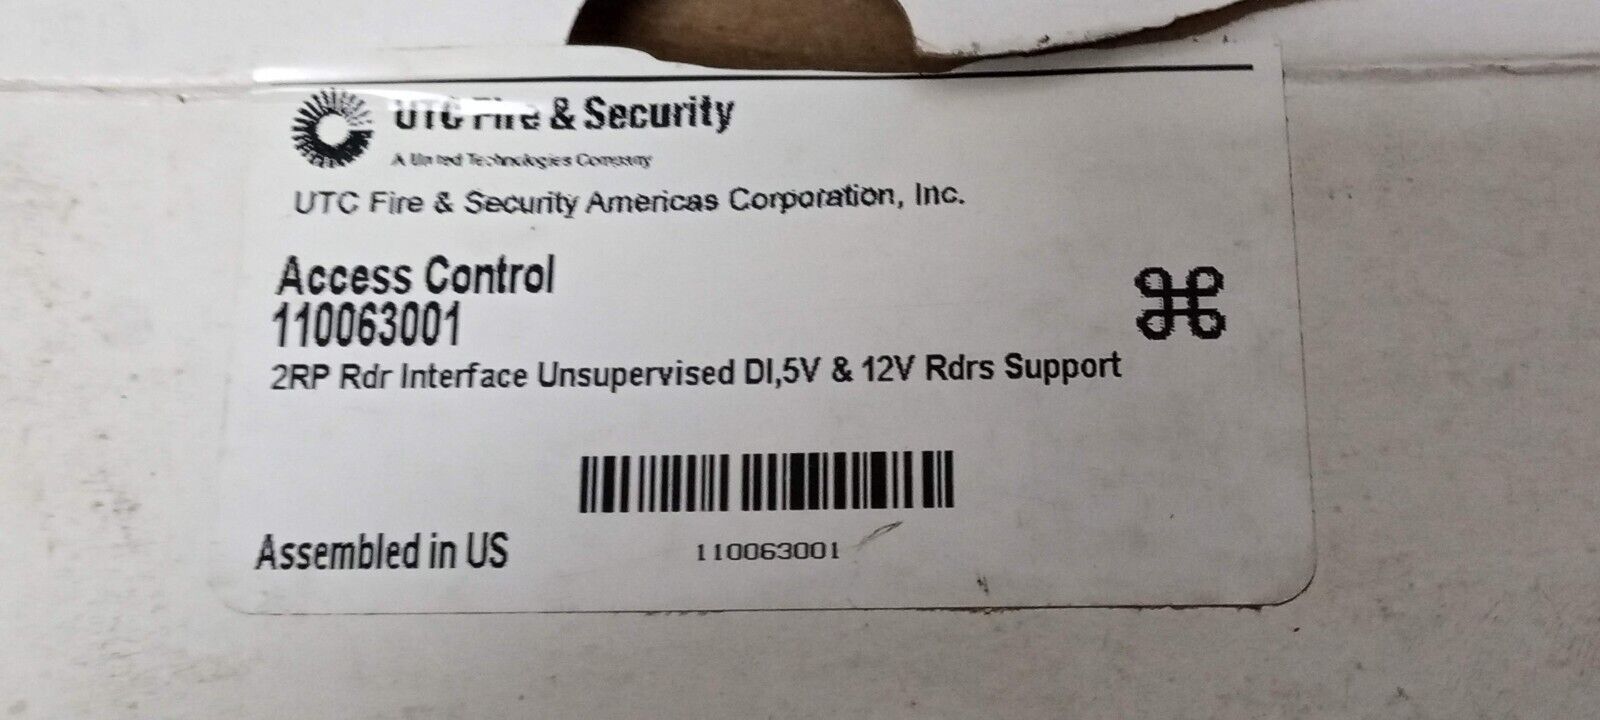 UTC Fire & Security
A United Technologies Company
UTC Fire & Security Americas Corporation, Inc.
Access Control
110063001
2RP Rdr Interface Unsupervised DI,5V & 12V Rdrs Support
Assembled in US
110063001